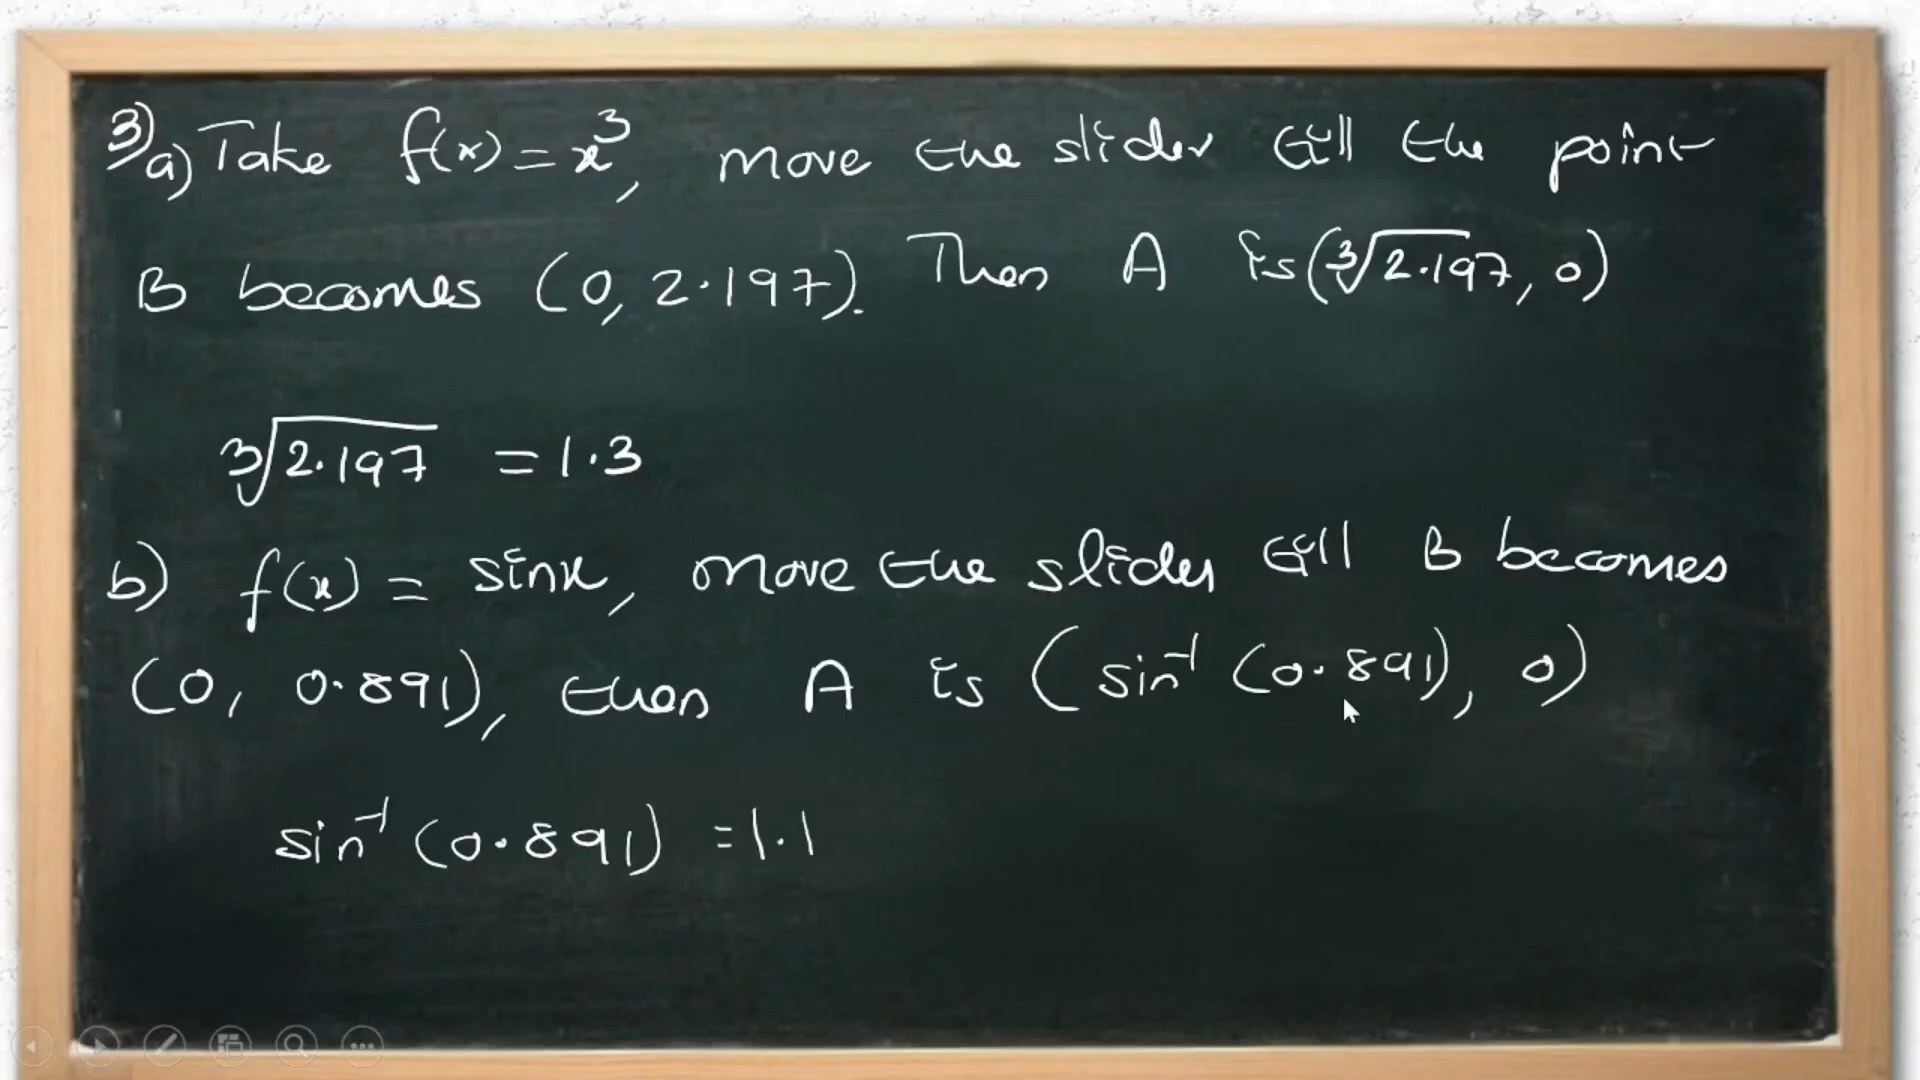 3) a) Take f(x) = x³, move the slider till the point
B becomes (0, 2.197). Then A is (∛2.197, 0)
∛2.197 = 1.3
b) f(x) = sinx, move the slider till B becomes
(0, 0.891), then A is (sin⁻¹ (0.891), 0)
sin⁻¹ (0.891) = 1.1